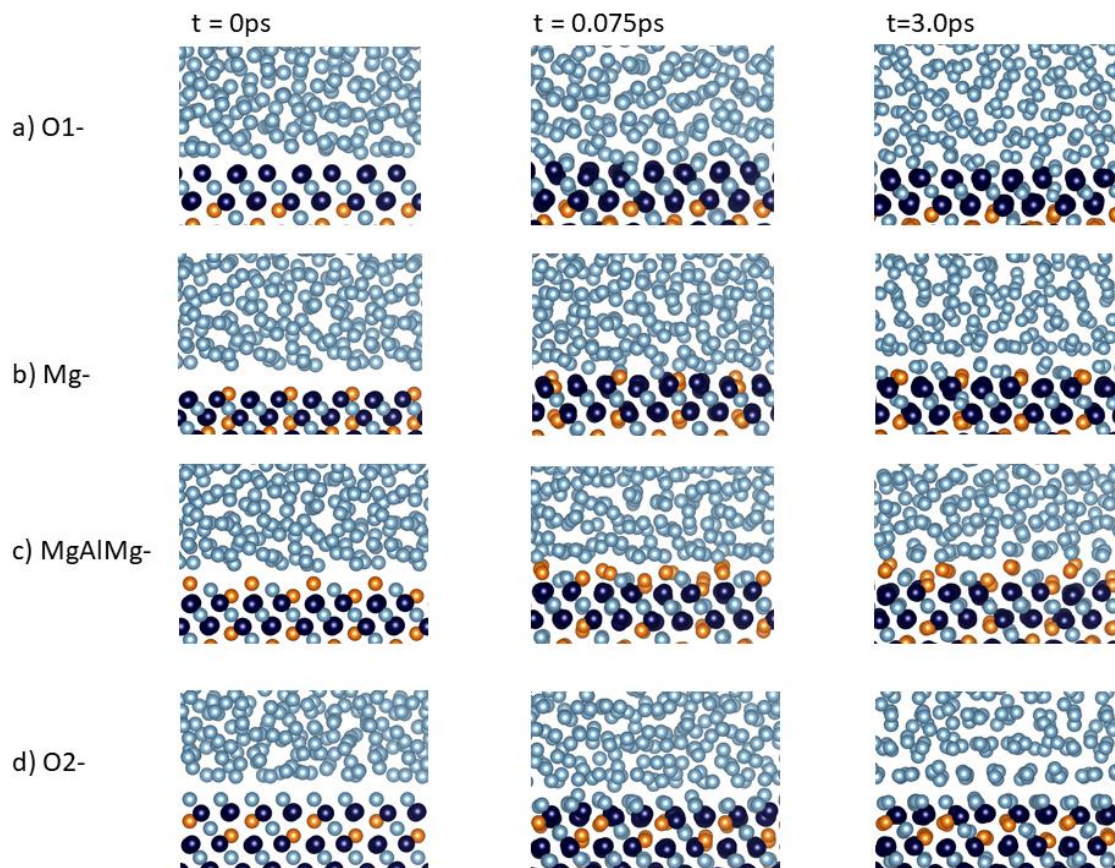 t = 0ps t = 0.075ps t=3.0ps
a) O1-
b) Mg-
c) MgAlMg-
d) O2-